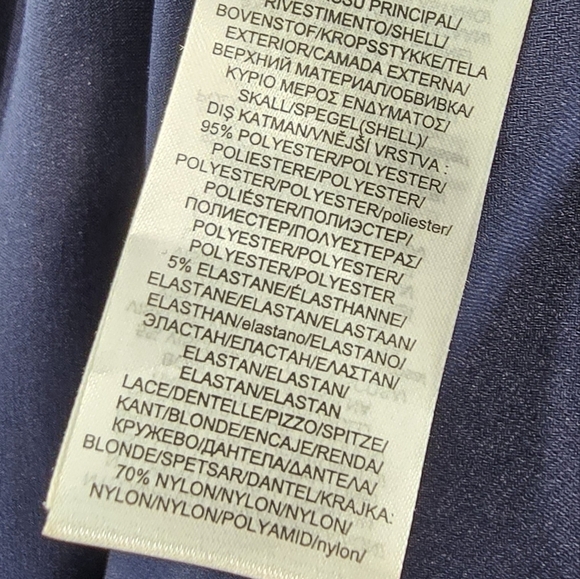 PRINCIPAL/
RIVESTIMENTO/SHELL/
BOVENSTOF/KROPSSTYKKE/TELA
EXTERIOR/CAMADA EXTERNA/
ВЕРХНИЙ МАТЕРИАЛ/ОБВИВКА/
ΚΥΡΙΟ ΜΕΡΟΣ ΕΝΔΥΜΑΤΟΣ/
SKALL/SPEGEL(SHELL)/
DIŞ KATMAN/VNĚJŠÍ VRSTVA :
95% POLYESTER/POLYESTER/
POLIESTERE/POLYESTER/
POLYESTER/POLYESTER/poliester/
POLIÉSTER/ПОЛИЭСТЕР/
ПОЛИЕСТЕР/ΠΟΛΥΕΣΤΕΡΑΣ/
POLYESTER/POLYESTER/
POLYESTER/POLYESTER
5% ELASTANE/ÉLASTHANNE/
ELASTANE/ELASTAN/ELASTAAN/
ELASTHAN/elastano/ELASTANO/
ЭЛАСТАН/ЕЛАСТАН/ΕΛΑΣΤΑΝ/
ELASTAN/ELASTAN/
ELASTAN/ELASTAN
LACE/DENTELLE/PIZZO/SPITZE/
KANT/BLONDE/ENCAJE/RENDA/
КРУЖЕВО/ДАНТЕЛА/ΔΑΝΤΕΛΑ/
BLONDE/SPETSAR/DANTEL/KRAJKA:
70% NYLON/NYLON/NYLON/
NYLON/NYLON/POLYAMID/nylon/